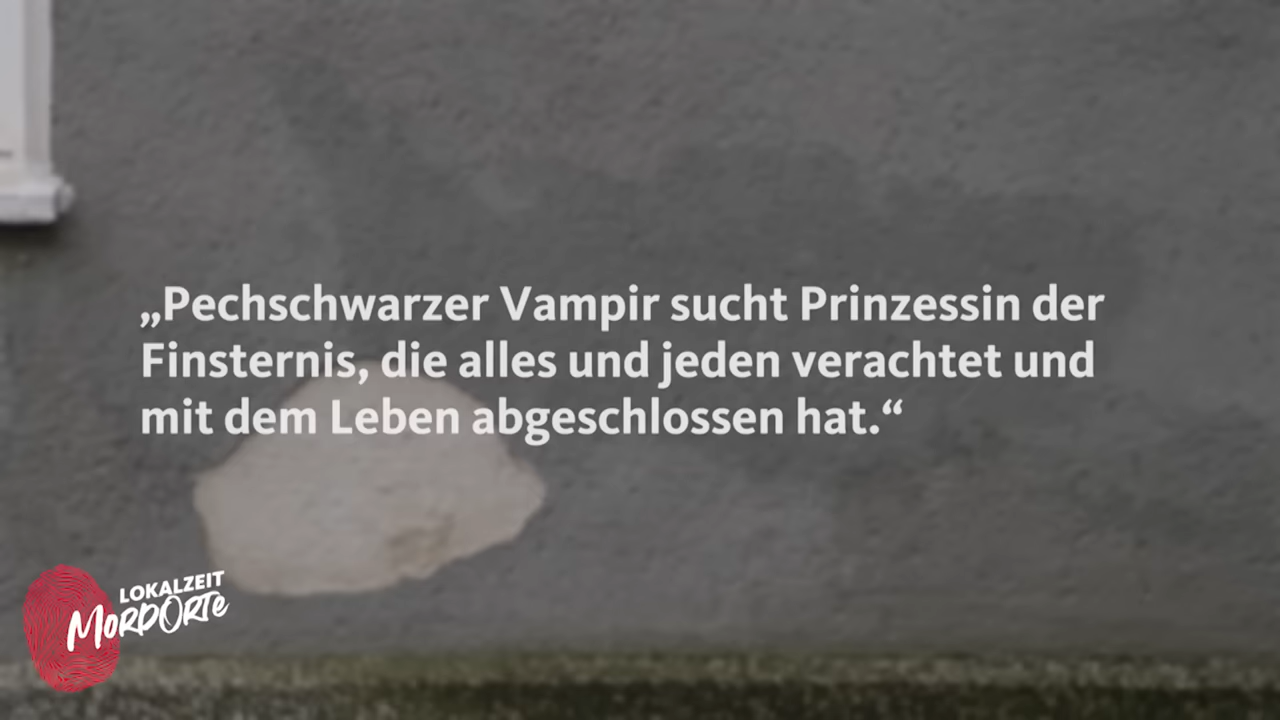 „Pechschwarzer Vampir sucht Prinzessin der
Finsternis, die alles und jeden verachtet und
mit dem Leben abgeschlossen hat.“
LOKALZEIT
MORDORTE